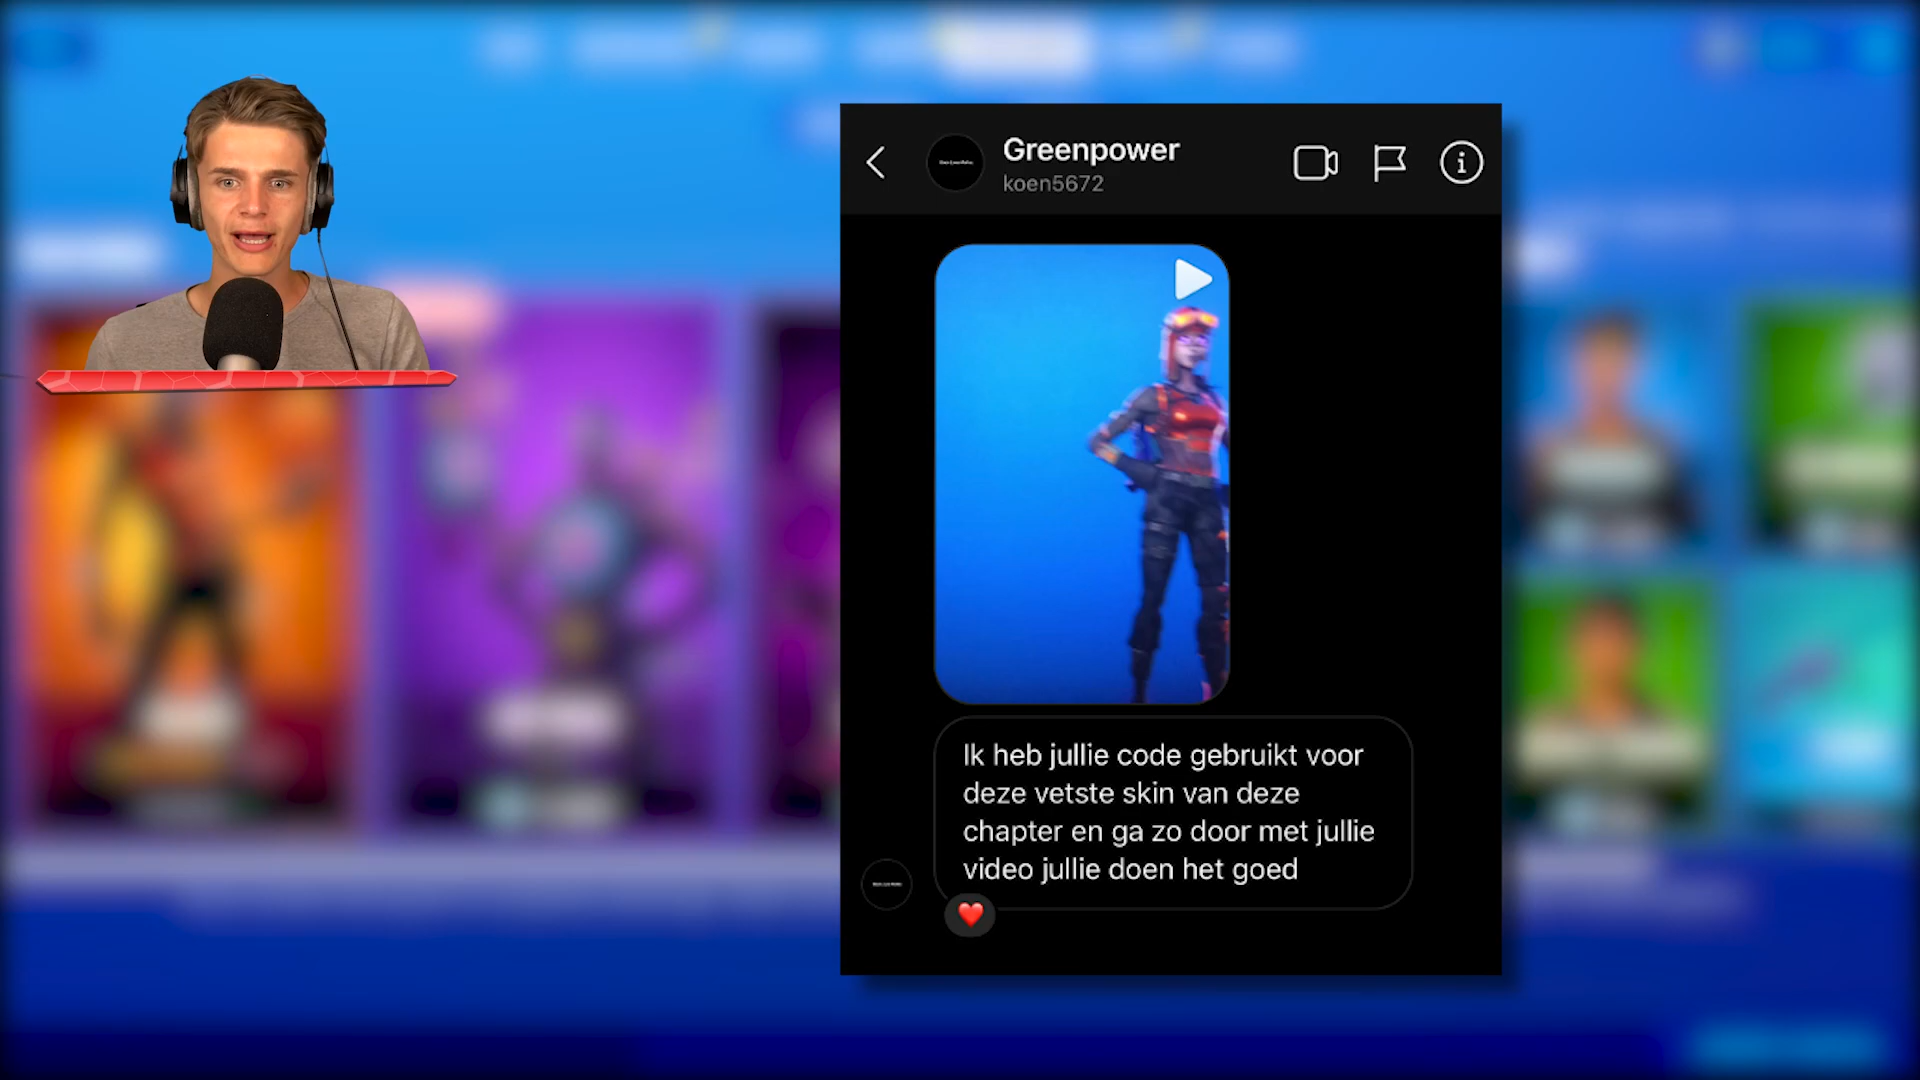 Greenpower
koen5672
Ik heb jullie code gebruikt voor
deze vetste skin van deze
chapter en ga zo door met jullie
video jullie doen het goed